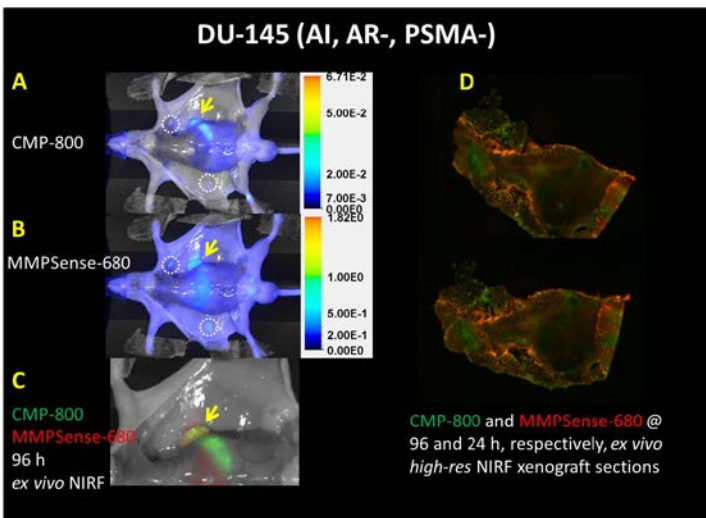 DU-145 (AI, AR-, PSMA-)
A
CMP-800
6.71E-2
5.00E-2
2.00E-2
7.00E-3
0.00E0
B
MMPSense-680
1.82E0
1.00E0
5.00E-1
2.00E-1
0.00E0
C
CMP-800
MMPSense-680
96 h
ex vivo NIRF
D
CMP-800 and MMPSense-680 @
96 and 24 h, respectively, ex vivo
high-res NIRF xenograft sections